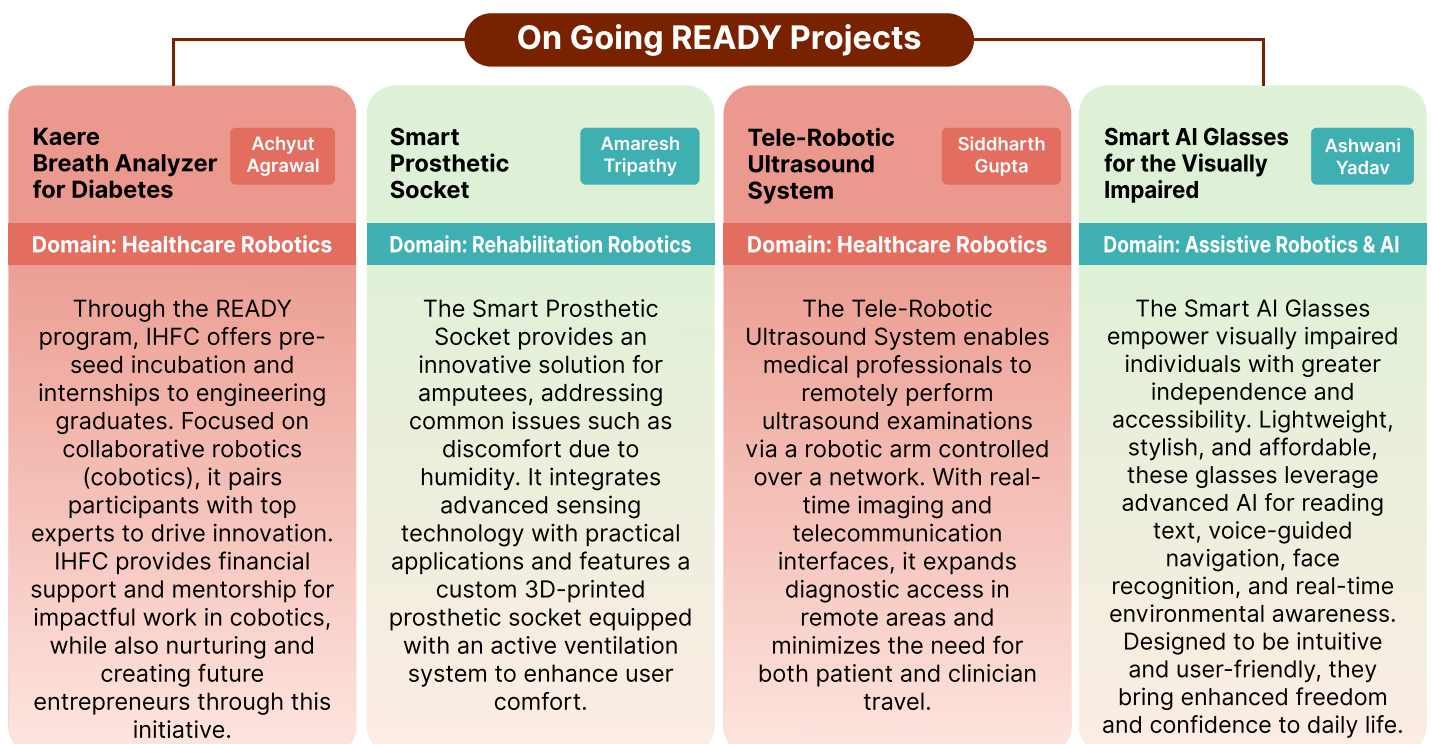 On Going READY Projects
Kaere
Breath Analyzer
for Diabetes
Achyut
Agrawal
Domain: Healthcare Robotics
Through the READY
program, IHFC offers pre-
seed incubation and
internships to engineering
graduates. Focused on
collaborative robotics
(cobotics), it pairs
participants with top
experts to drive innovation.
IHFC provides financial
support and mentorship for
impactful work in cobotics,
while also nurturing and
creating future
entrepreneurs through this
initiative.
Smart
Prosthetic
Socket
Amaresh
Tripathy
Domain: Rehabilitation Robotics
The Smart Prosthetic
Socket provides an
innovative solution for
amputees, addressing
common issues such as
discomfort due to
humidity. It integrates
advanced sensing
technology with practical
applications and features a
custom 3D-printed
prosthetic socket equipped
with an active ventilation
system to enhance user
comfort.
Tele-Robotic
Ultrasound
System
Siddharth
Gupta
Domain: Healthcare Robotics
The Tele-Robotic
Ultrasound System enables
medical professionals to
remotely perform
ultrasound examinations
via a robotic arm controlled
over a network. With real-
time imaging and
telecommunication
interfaces, it expands
diagnostic access in
remote areas and
minimizes the need for
both patient and clinician
travel.
Smart AI Glasses
for the Visually
Impaired
Ashwani
Yadav
Domain: Assistive Robotics & AI
The Smart AI Glasses
empower visually impaired
individuals with greater
independence and
accessibility. Lightweight,
stylish, and affordable,
these glasses leverage
advanced AI for reading
text, voice-guided
navigation, face
recognition, and real-time
environmental awareness.
Designed to be intuitive
and user-friendly, they
bring enhanced freedom
and confidence to daily life.